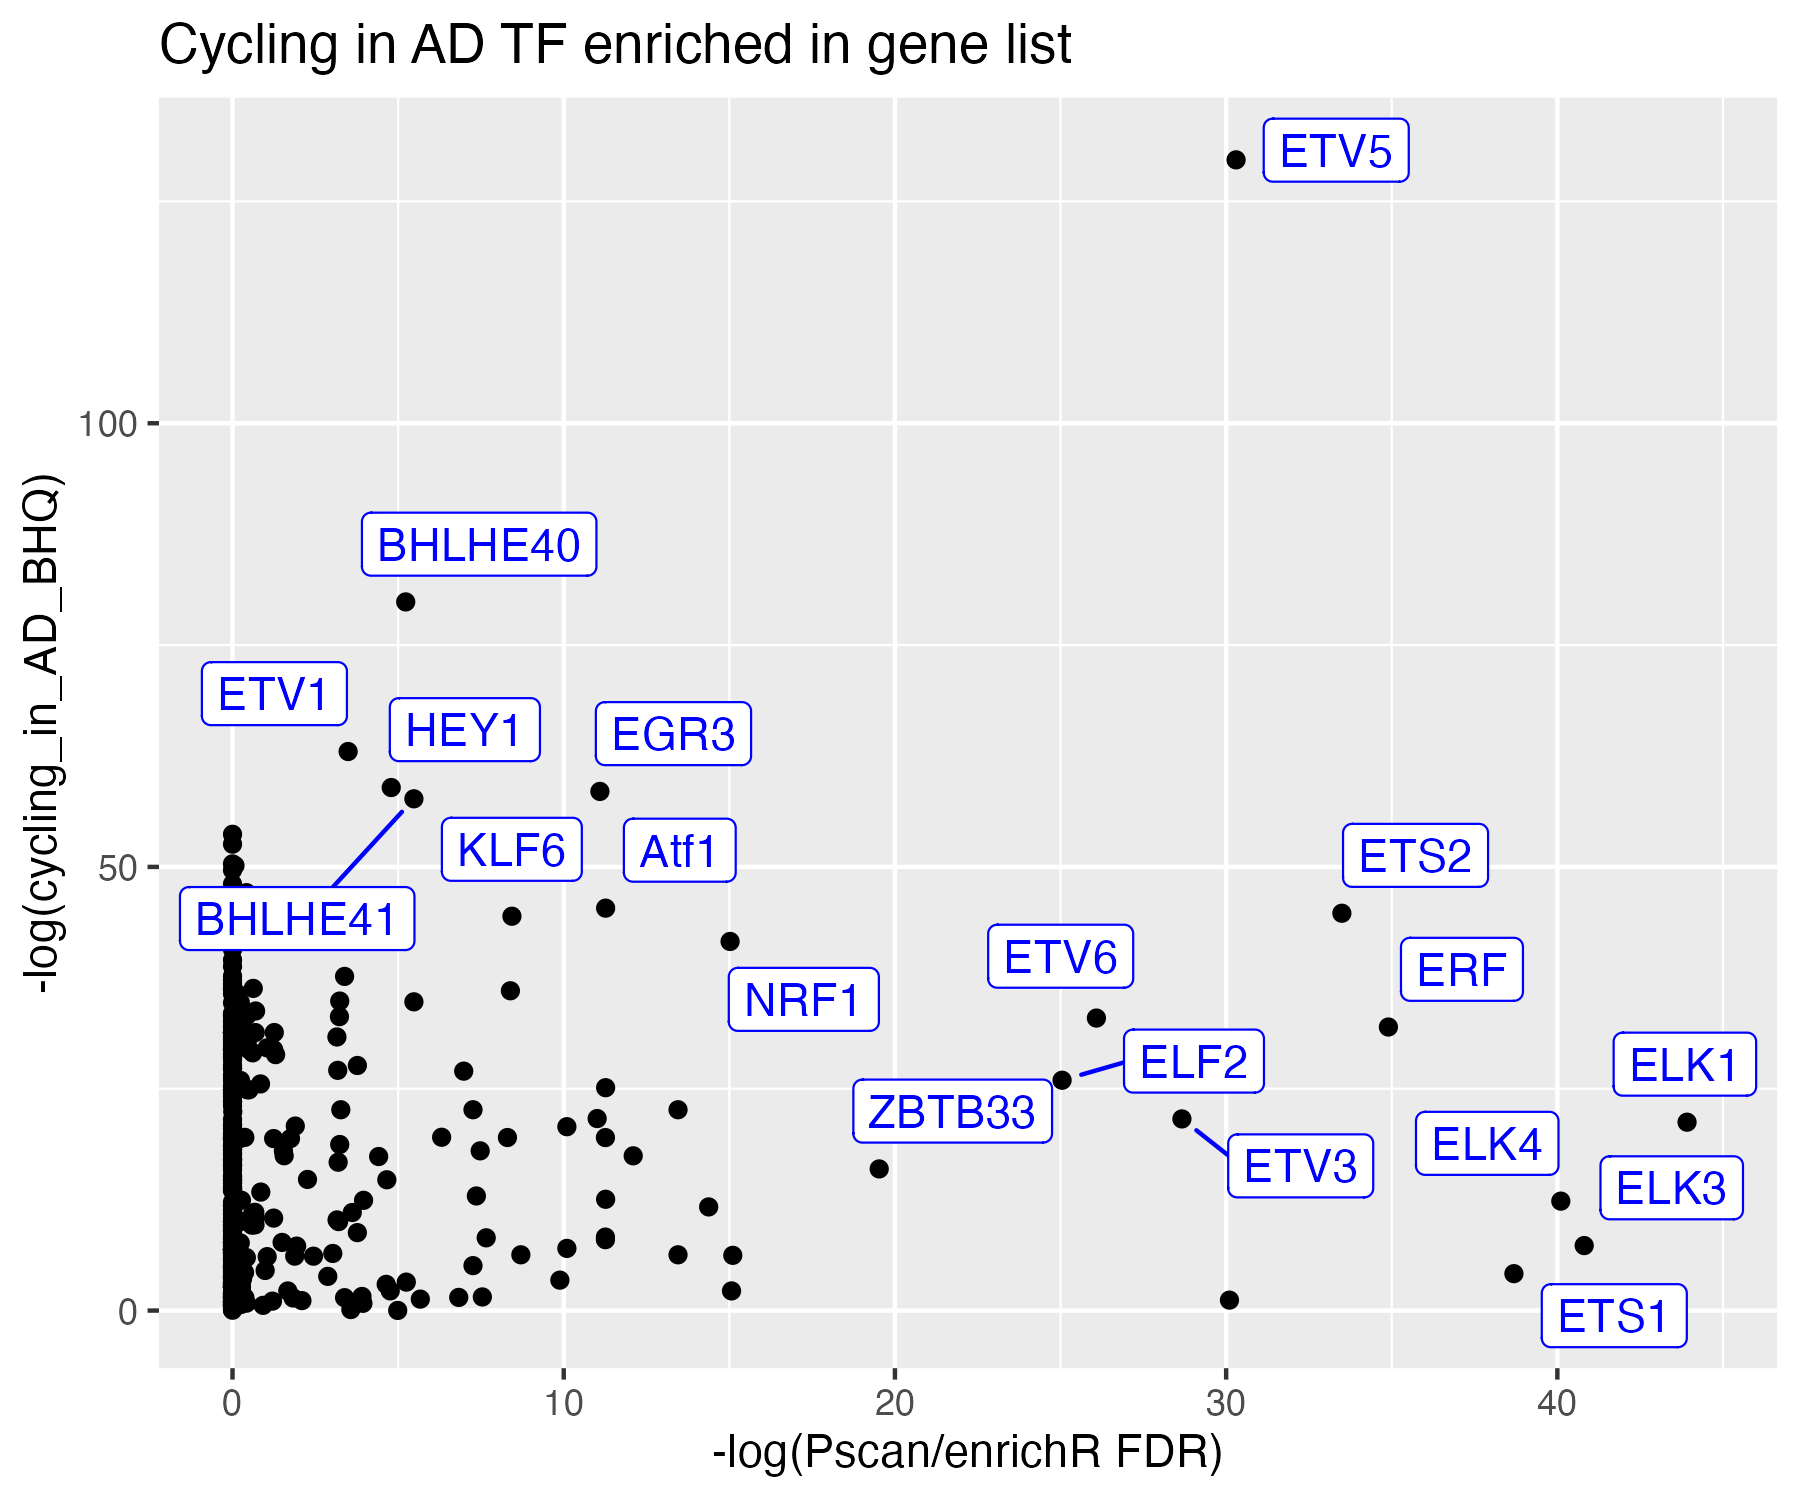 Cycling in AD TF enriched in gene list
ETV5
100
BHLHE40
ETV1
HEY1
EGR3
KLF6
Atf1
ETS2
50
BHLHE41
ETV6
ERF
NRF1
ELF2
ELK1
ZBTB33
ELK4
ETV3
ELK3
ETS1
0
-log(cycling_in_AD_BHQ)
0
10
20
30
40
-log(Pscan/enrichR FDR)